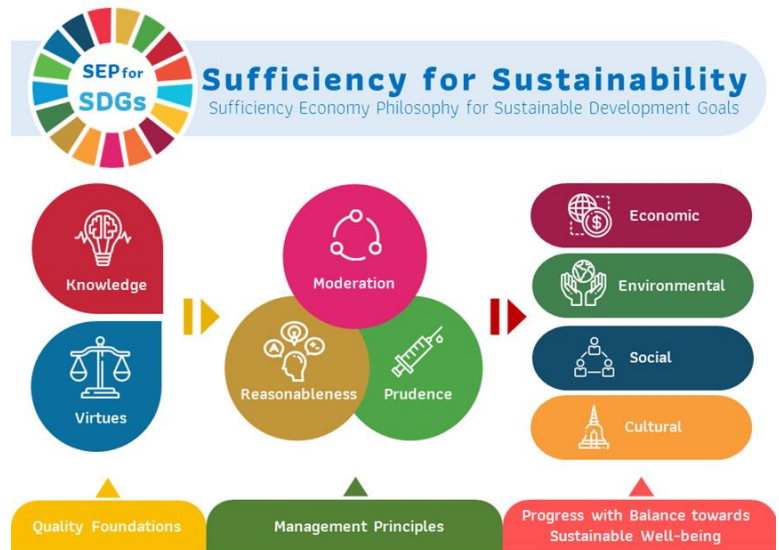 SEP for
SDGs
Sufficiency for Sustainability
Sufficiency Economy Philosophy for Sustainable Development Goals
Knowledge
Virtues
Moderation
Reasonableness
Prudence
Economic
Environmental
Social
Cultural
Quality Foundations
Management Principles
Progress with Balance towards
Sustainable Well-being